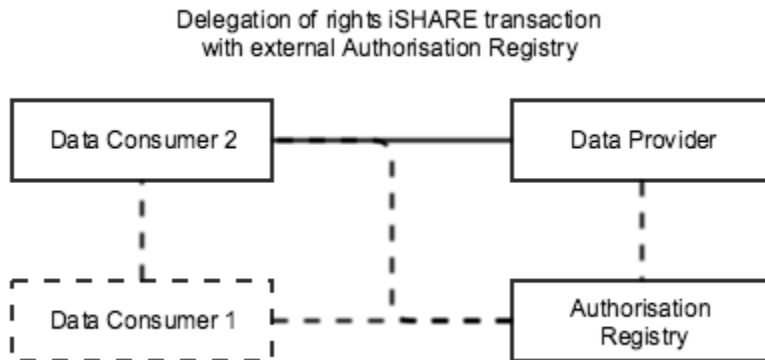 Delegation of rights iSHARE transaction
with external Authorisation Registry
Data Consumer 2
Data Provider
Data Consumer 1
Authorisation
Registry